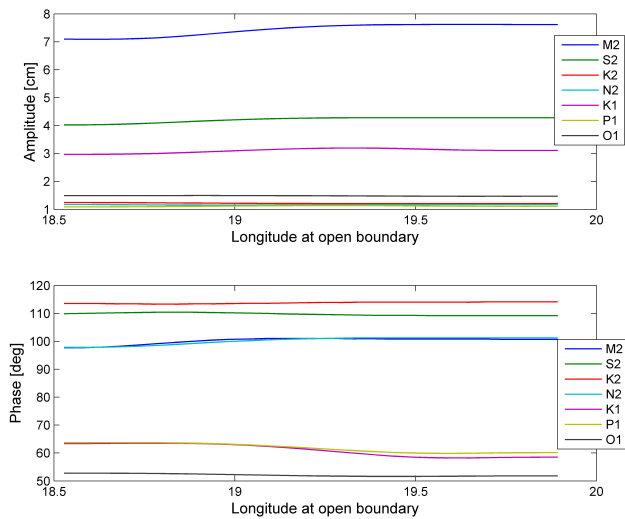 8
7
6
5
4
3
2
1
Amplitude [cm]
18.5 19 19.5 20
Longitude at open boundary
M2
S2
K2
N2
K1
P1
O1
120
110
100
90
80
70
60
50
Phase [deg]
18.5 19 19.5 20
Longitude at open boundary
M2
S2
K2
N2
K1
P1
O1